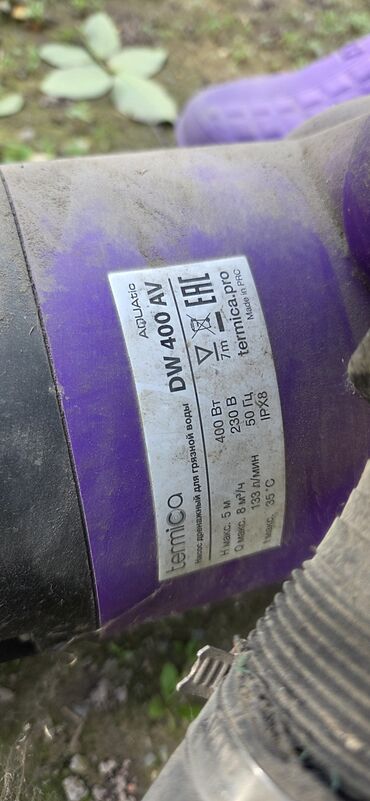 termica
AQUAtic
Насос дренажный для грязной воды
DW 400 AV
H макс. 5 м
400 Вт
Q макс. 8 м³/ч
230 В
133 л/мин
50 Гц
t макс. 35 °C
IPX8
7m
EAC
termica.pro
Made in PRC